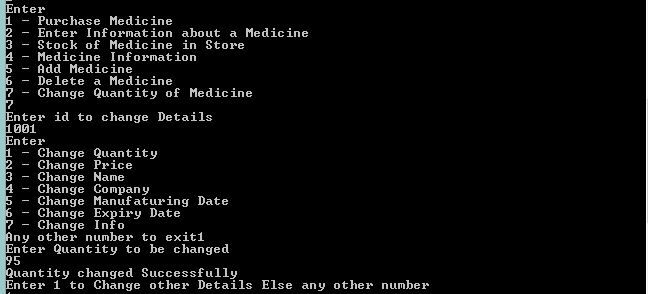 Enter
1 - Purchase Medicine
2 - Enter Information about a Medicine
3 - Stock of Medicine in Store
4 - Medicine Information
5 - Add Medicine
6 - Delete a Medicine
7 - Change Quantity of Medicine
7
Enter id to change Details
1001
Enter
1 - Change Quantity
2 - Change Price
3 - Change Name
4 - Change Company
5 - Change Manufaturing Date
6 - Change Expiry Date
7 - Change Info
Any other number to exit1
Enter Quantity to be changed
95
Quantity changed Successfully
Enter 1 to Change other Details Else any other number